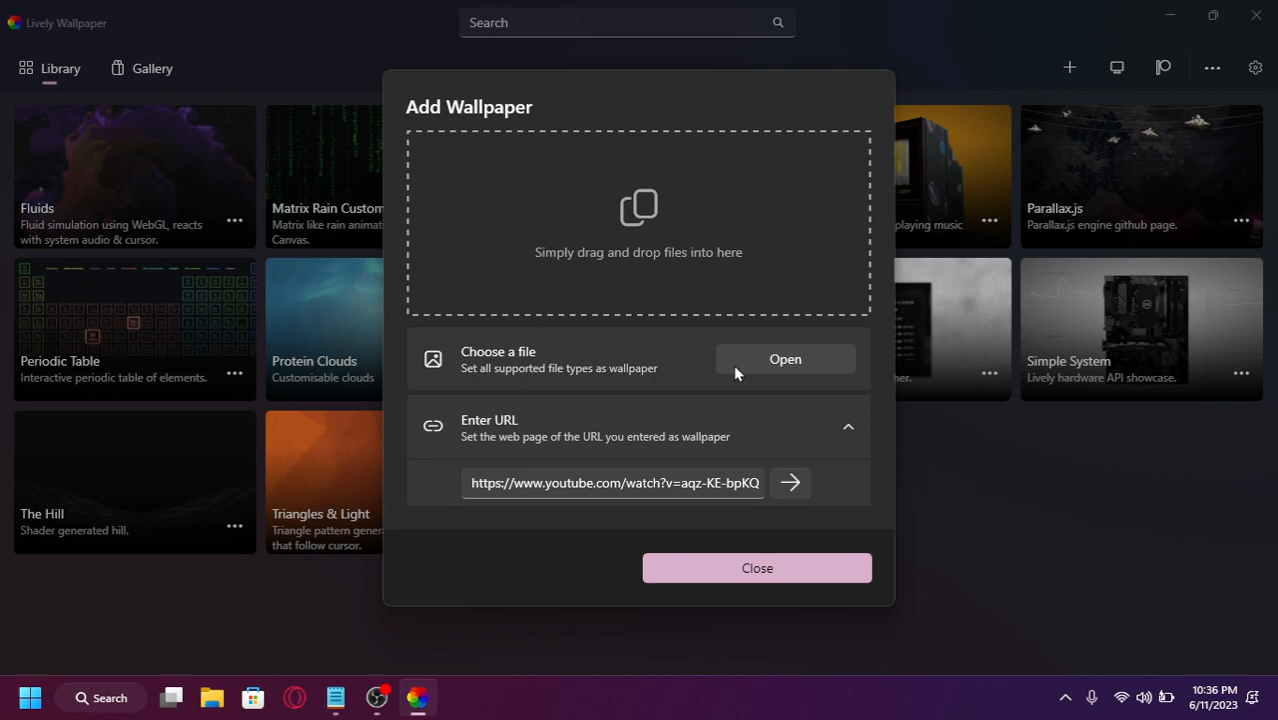 Lively Wallpaper
Search
Library
Gallery
Add Wallpaper
Simply drag and drop files into here
Choose a file
Set all supported file types as wallpaper
Open
Enter URL
Set the web page of the URL you entered as wallpaper
https://www.youtube.com/watch?v=aqz-KE-bpKQ
Close
Fluids
Fluid simulation using WebGL, reacts
with system audio & cursor.
Matrix Rain Custom
Matrix like rain animat
Canvas.
playing music
Parallax.js
Parallax.js engine github page.
Periodic Table
Interactive periodic table of elements.
Protein Clouds
Customisable clouds
her.
Simple System
Lively hardware API showcase.
The Hill
Shader generated hill.
Triangles & Light
Triangle pattern gener
that follow cursor.
Search
10:36 PM
6/11/2023